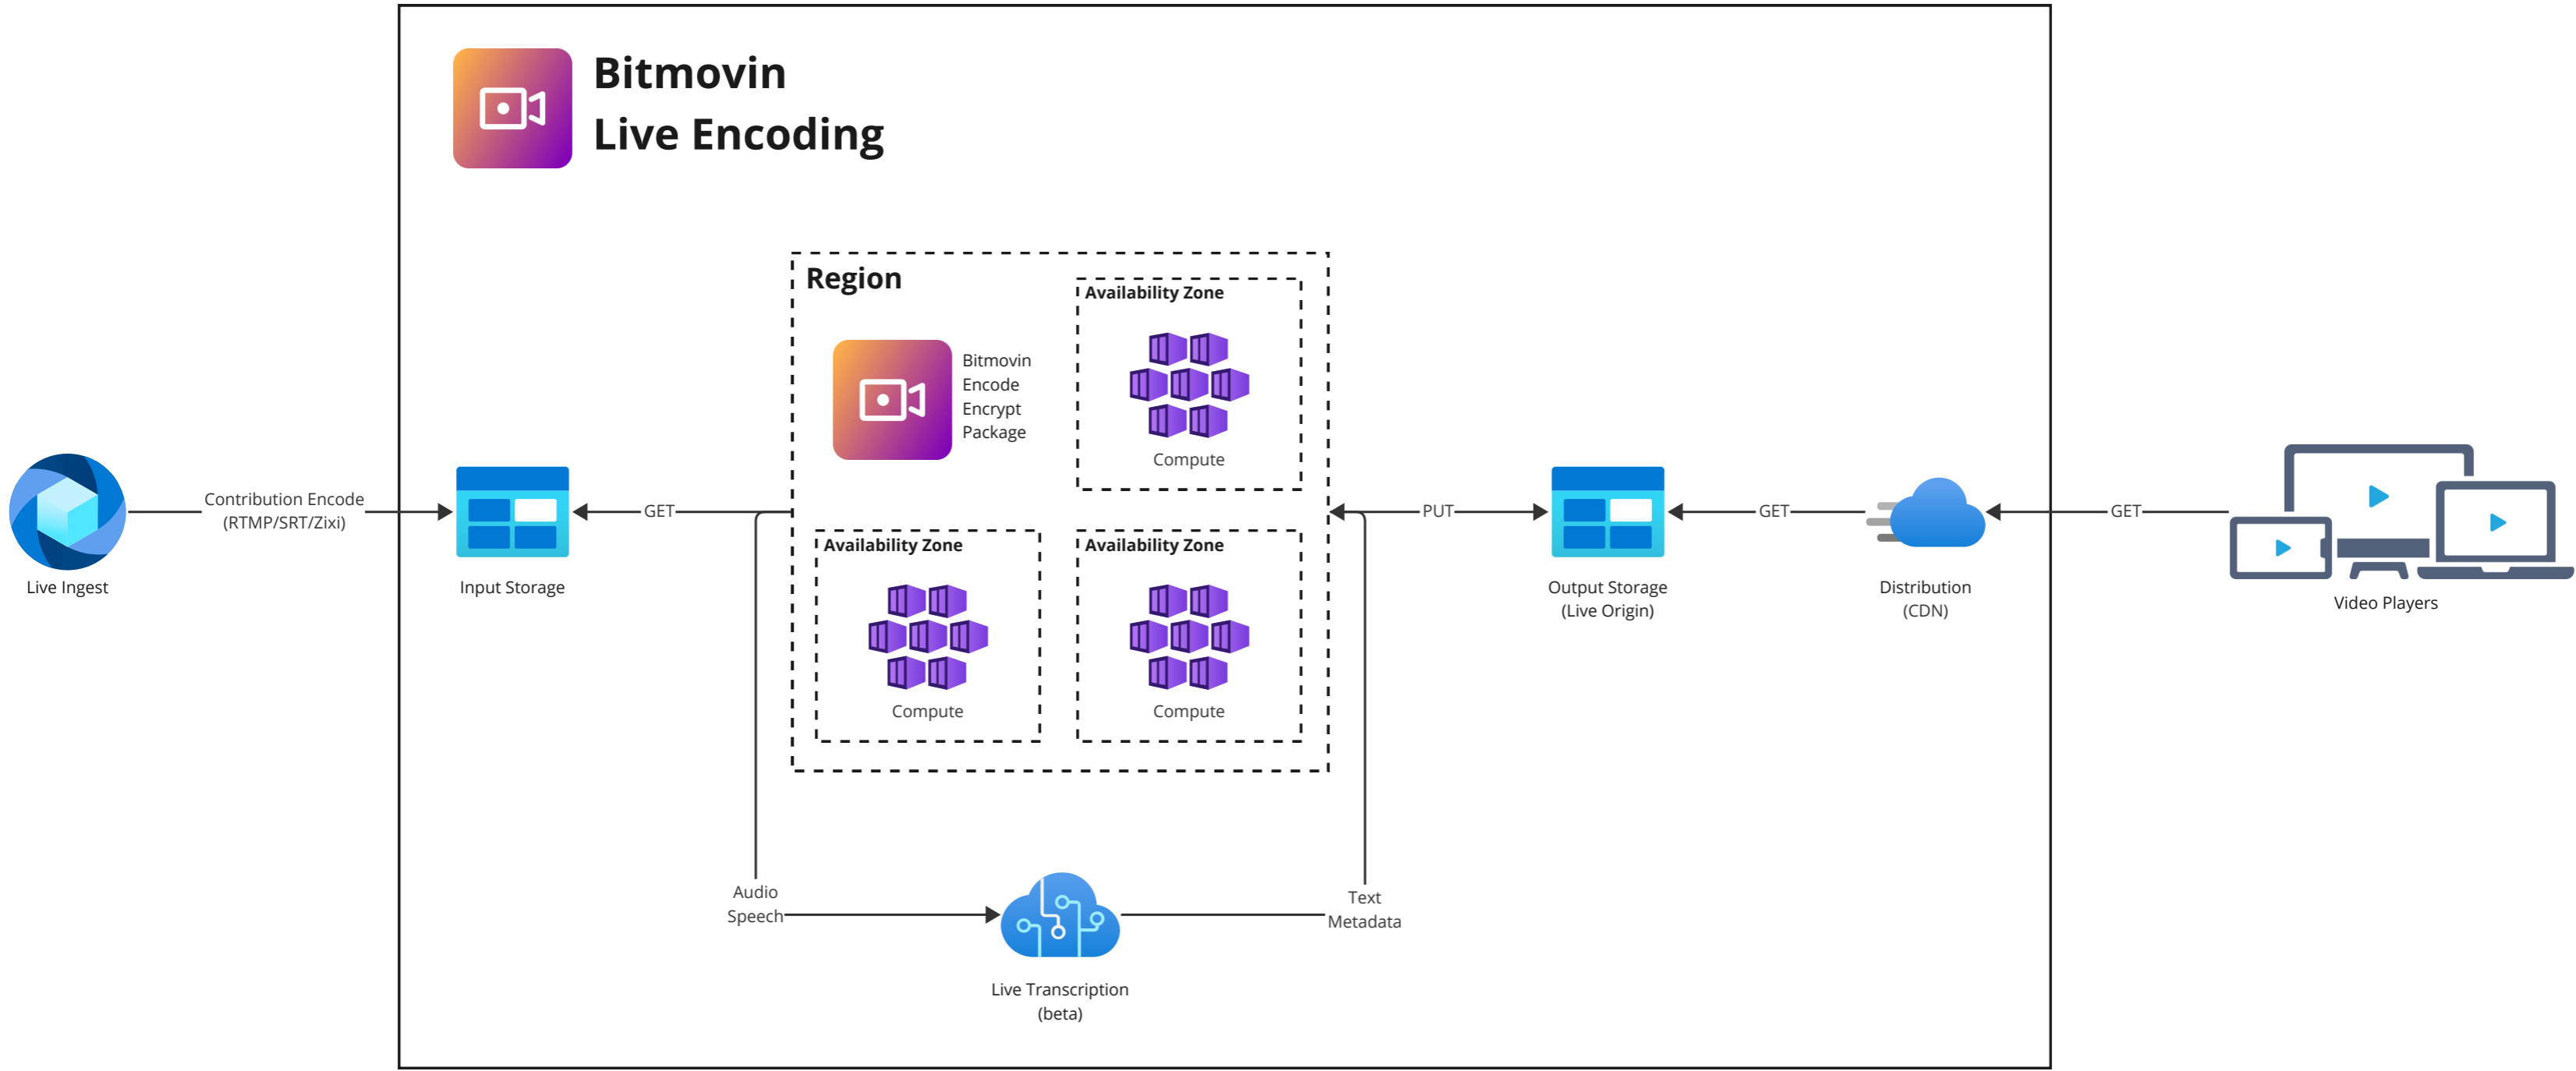 Bitmovin
Live Encoding
Region
Availability Zone
Bitmovin
Encode
Encrypt
Package
Compute
Contribution Encode
(RTMP/SRT/Zixi)
GET
PUT
GET
GET
Live Ingest
Input Storage
Availability Zone
Availability Zone
Compute
Compute
Output Storage
(Live Origin)
Distribution
(CDN)
Video Players
Audio
Speech
Text
Metadata
Live Transcription
(beta)